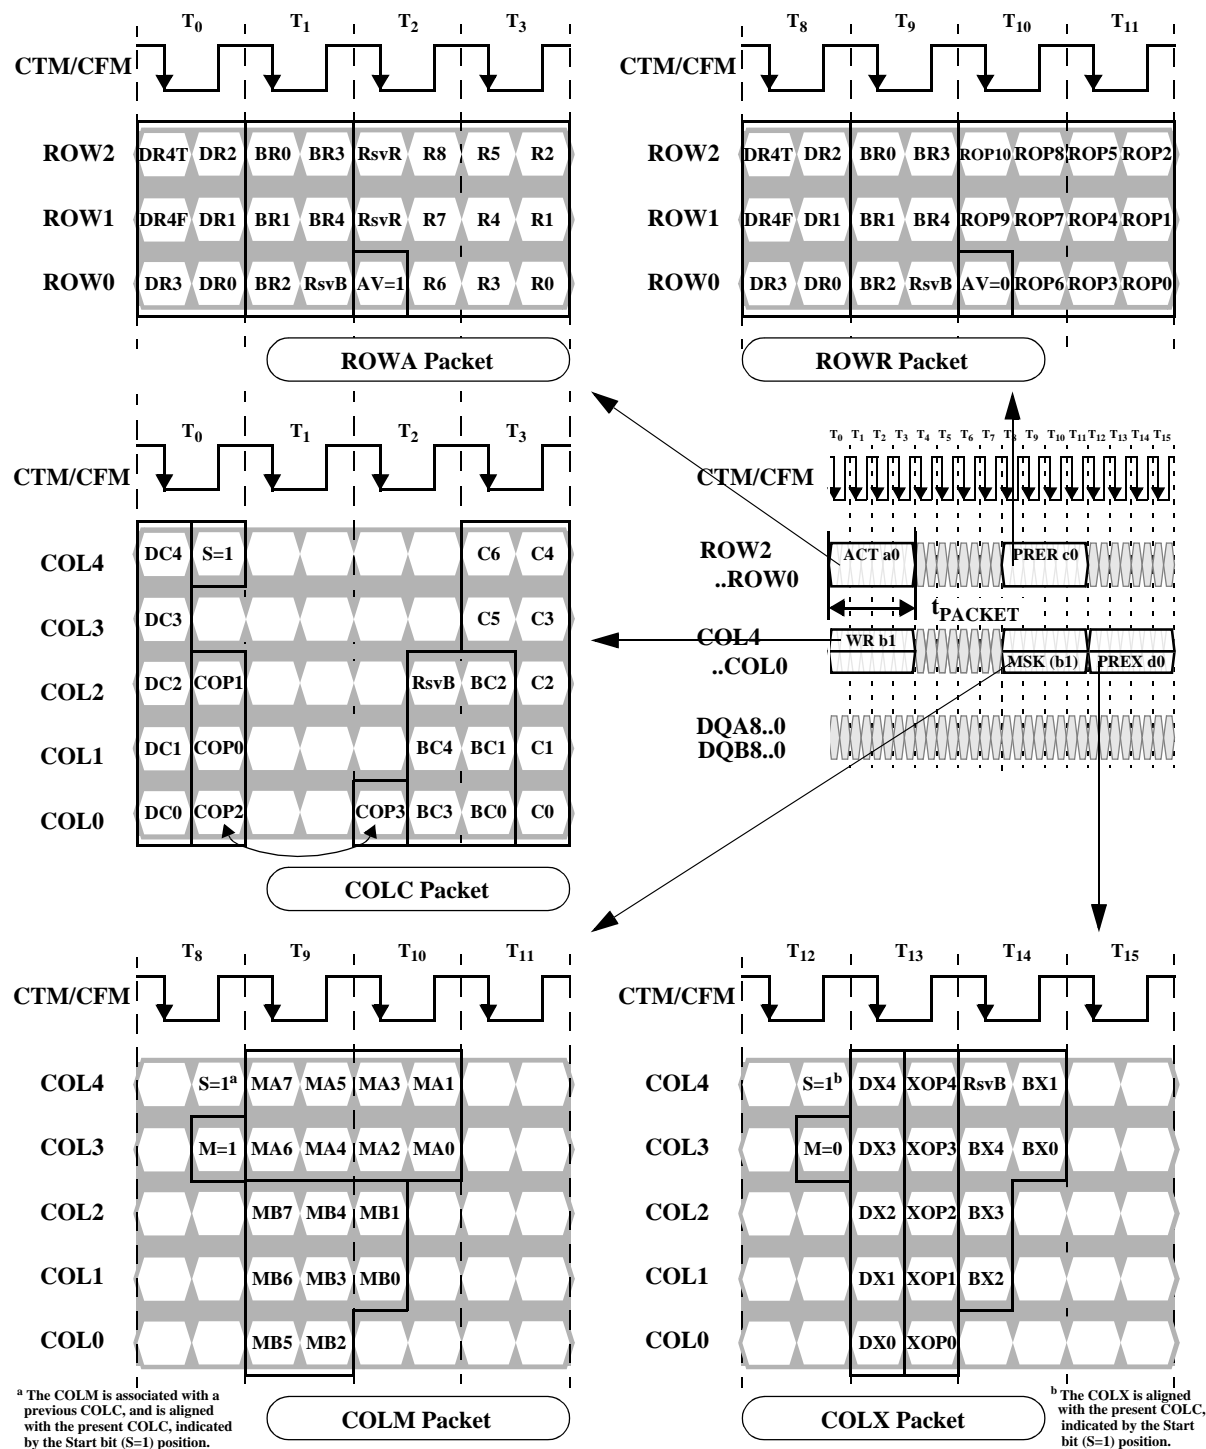 T0 T1 T2 T3
CTM/CFM
ROW2 DR4T DR2 BR0 BR3 RsvR R8 R5 R2
ROW1 DR4F DR1 BR1 BR4 RsvR R7 R4 R1
ROW0 DR3 DR0 BR2 RsvB AV=1 R6 R3 R0
ROWA Packet
T8 T9 T10 T11
CTM/CFM
ROW2 DR4T DR2 BR0 BR3 ROP10 ROP8 ROP5 ROP2
ROW1 DR4F DR1 BR1 BR4 ROP9 ROP7 ROP4 ROP1
ROW0 DR3 DR0 BR2 RsvB AV=0 ROP6 ROP3 ROP0
ROWR Packet
T0 T1 T2 T3
CTM/CFM
COL4 DC4 S=1 C6 C4
COL3 DC3 C5 C3
COL2 DC2 COP1 RsvB BC2 C2
COL1 DC1 COP0 BC4 BC1 C1
COL0 DC0 COP2 COP3 BC3 BC0 C0
COLC Packet
T0 T1 T2 T3 T4 T5 T6 T7 T8 T9 T10 T11 T12 T13 T14 T15
CTM/CFM
ROW2 ACT a0 PRER c0
..ROW0
tPACKET
COL4 WR b1
..COL0 MSK (b1) PREX d0
DQA8..0
DQB8..0
T8 T9 T10 T11
CTM/CFM
COL4 S=1a MA7 MA5 MA3 MA1
COL3 M=1 MA6 MA4 MA2 MA0
COL2 MB7 MB4 MB1
COL1 MB6 MB3 MB0
COL0 MB5 MB2
COLM Packet
a The COLM is associated with a
previous COLC, and is aligned
with the present COLC, indicated
by the Start bit (S=1) position.
T12 T13 T14 T15
CTM/CFM
COL4 S=1b DX4 XOP4 RsvB BX1
COL3 M=0 DX3 XOP3 BX4 BX0
COL2 DX2 XOP2 BX3
COL1 DX1 XOP1 BX2
COL0 DX0 XOP0
COLX Packet
b The COLX is aligned
with the present COLC,
indicated by the Start
bit (S=1) position.